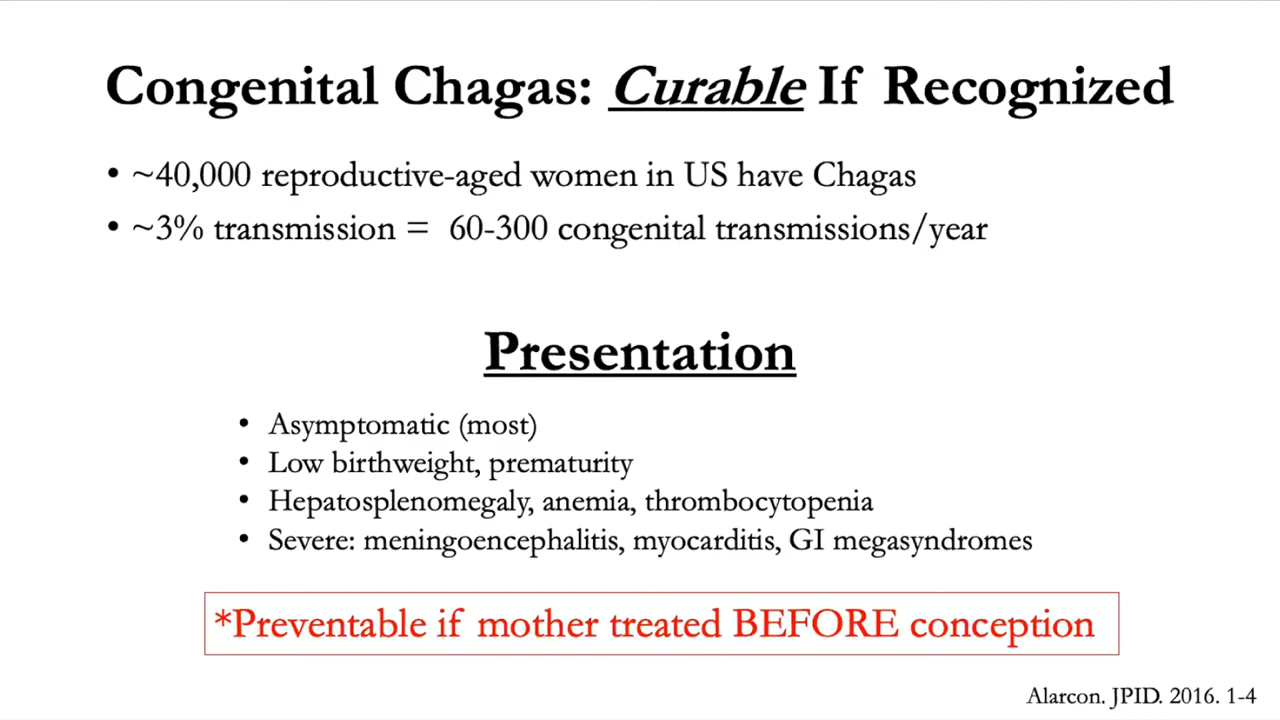 Congenital Chagas: Curable If Recognized
• ~40,000 reproductive-aged women in US have Chagas
• ~3% transmission = 60-300 congenital transmissions/year
Presentation
• Asymptomatic (most)
• Low birthweight, prematurity
• Hepatosplenomegaly, anemia, thrombocytopenia
• Severe: meningoencephalitis, myocarditis, GI megasyndromes
*Preventable if mother treated BEFORE conception
Alarcon. JPID. 2016. 1-4